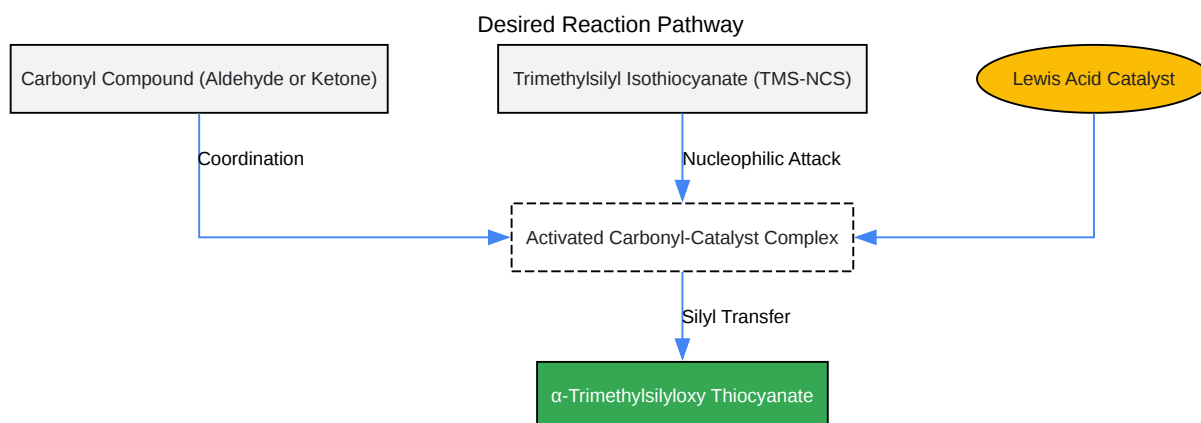 Desired Reaction Pathway
Carbonyl Compound (Aldehyde or Ketone)
Trimethylsilyl Isothiocyanate (TMS-NCS)
Lewis Acid Catalyst
Coordination
Nucleophilic Attack
Activated Carbonyl-Catalyst Complex
Silyl Transfer
α-Trimethylsilyloxy Thiocyanate